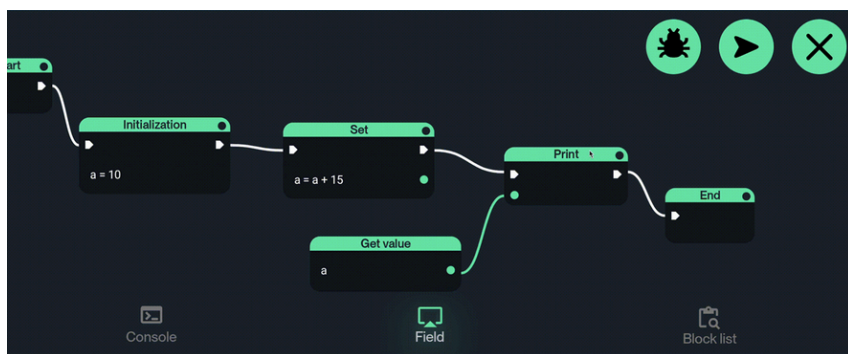 art
Initialization
a = 10
Set
a = a + 15
Print
End
Get value
a
Console
Field
Block list